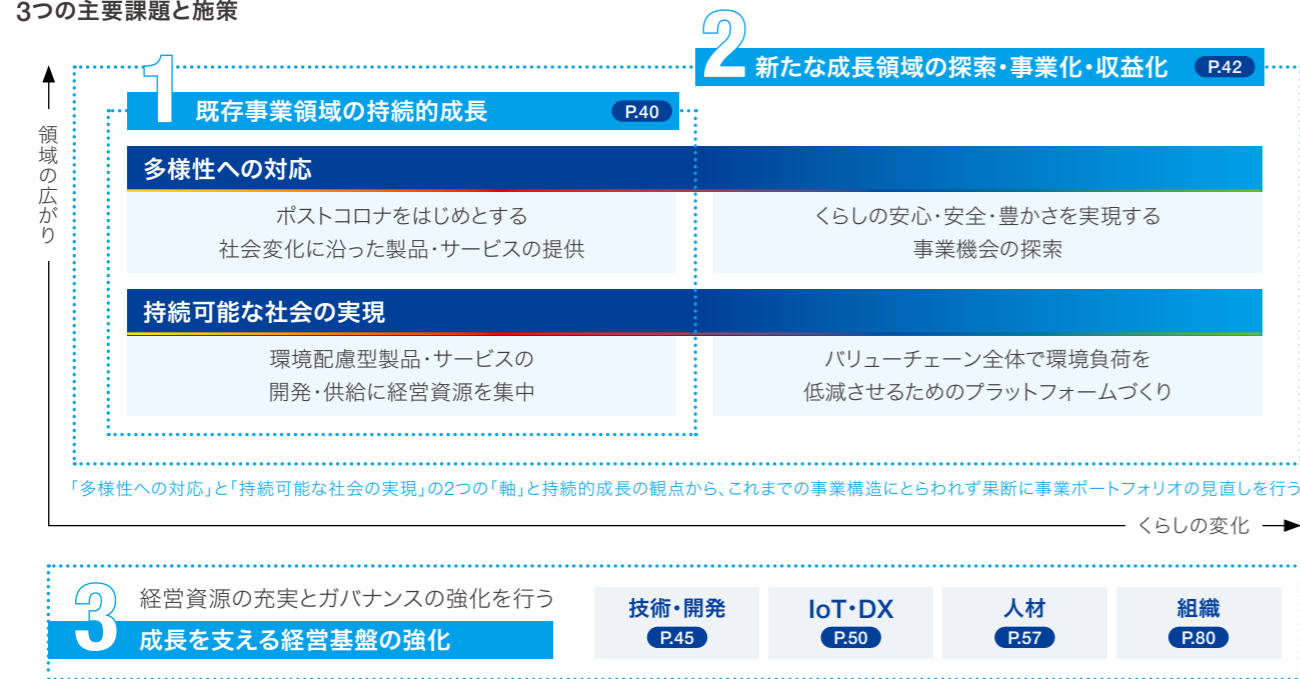 3つの主要課題と施策
2 新たな成長領域の探索・事業化・収益化 P.42
1 既存事業領域の持続的成長 P.40
領域の広がり
多様性への対応
ポストコロナをはじめとする
社会変化に沿った製品・サービスの提供
くらしの安心・安全・豊かさを実現する
事業機会の探索
持続可能な社会の実現
環境配慮型製品・サービスの
開発・供給に経営資源を集中
バリューチェーン全体で環境負荷を
低減させるためのプラットフォームづくり
「多様性への対応」と「持続可能な社会の実現」の2つの「軸」と持続的成長の観点から、これまでの事業構造にとらわれず果断に事業ポートフォリオの見直しを行う
くらしの変化
3 経営資源の充実とガバナンスの強化を行う
成長を支える経営基盤の強化
技術・開発
P.45
IoT・DX
P.50
人材
P.57
組織
P.80